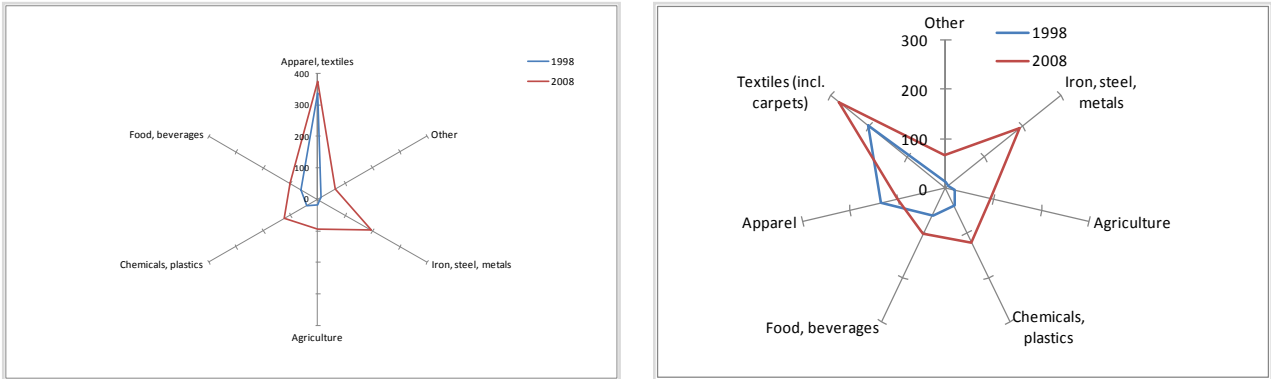 Apparel, textiles
400
300
200
100
0
1998
2008
Food, beverages
Other
Chemicals, plastics
Iron, steel, metals
Agriculture
Other
300
200
100
0
1998
2008
Textiles (incl.
carpets)
Iron, steel,
metals
Apparel
Agriculture
Food, beverages
Chemicals,
plastics